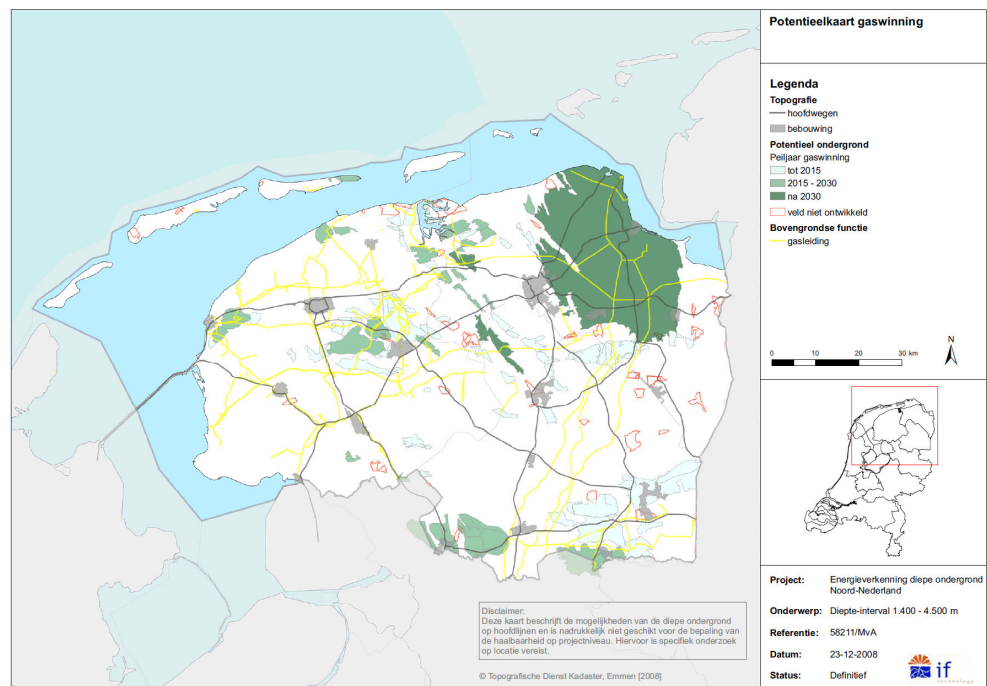 Potentieelkaart gaswinning
Legenda
Topografie
hoofdwegen
bebouwing
Potentieel ondergrond
Peiljaar gaswinning
tot 2015
2015 - 2030
na 2030
veld niet ontwikkeld
Bovengrondse functie
gasleiding
N
0 10 20 30 km
Project: Energieverkenning diepe ondergrond
Noord-Nederland
Onderwerp: Diepte-interval 1.400 - 4.500 m
Referentie: 58211/MvA
Datum: 23-12-2008
Status: Definitief
if
technology
Disclaimer:
Deze kaart beschrijft de mogelijkheden van de diepe ondergrond
op hoofdlijnen en is nadrukkelijk niet geschikt voor de bepaling van
de haalbaarheid op projectniveau. Hiervoor is specifiek onderzoek
op locatie vereist.
© Topografische Dienst Kadaster, Emmen [2008]